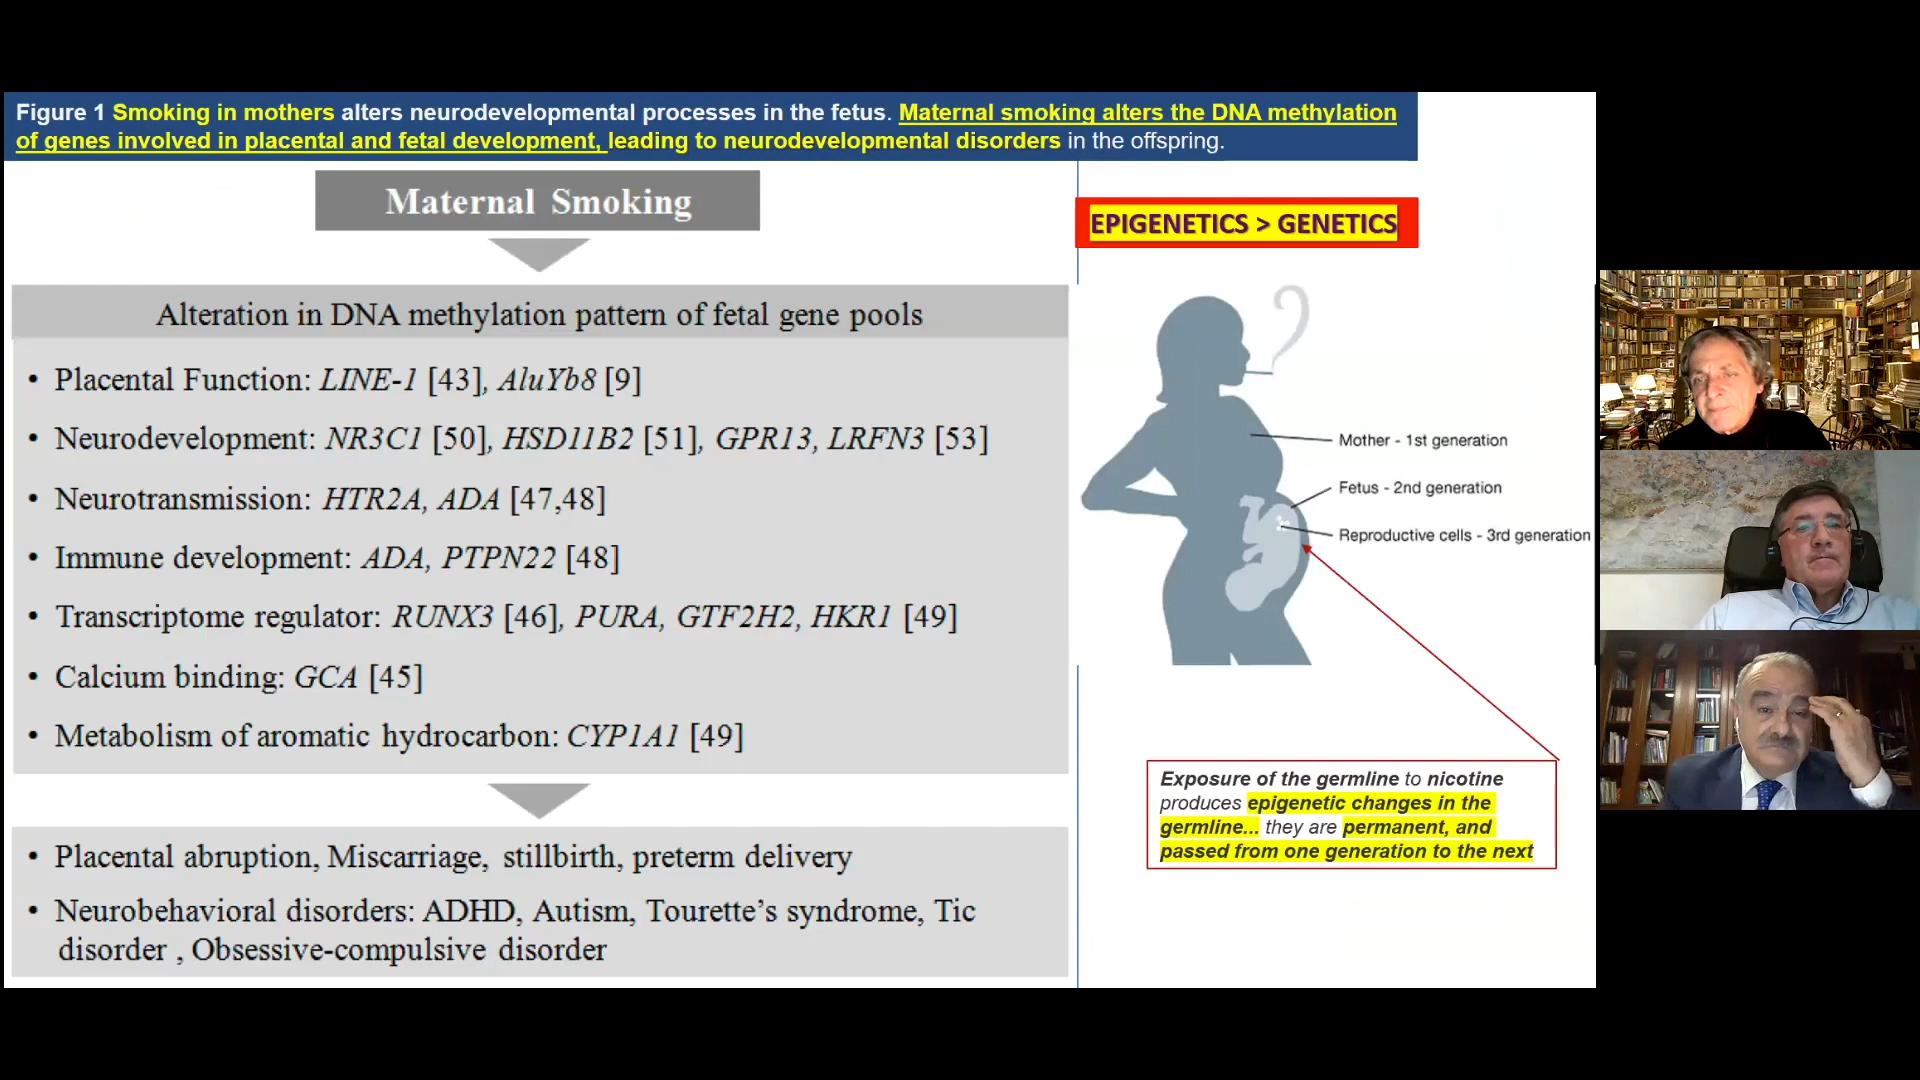 Figure 1 Smoking in mothers alters neurodevelopmental processes in the fetus. Maternal smoking alters the DNA methylation
of genes involved in placental and fetal development, leading to neurodevelopmental disorders in the offspring.
Maternal Smoking
Alteration in DNA methylation pattern of fetal gene pools
• Placental Function: LINE-1 [43], AluYb8 [9]
• Neurodevelopment: NR3C1 [50], HSD11B2 [51], GPR13, LRFN3 [53]
• Neurotransmission: HTR2A, ADA [47,48]
• Immune development: ADA, PTPN22 [48]
• Transcriptome regulator: RUNX3 [46], PURA, GTF2H2, HKR1 [49]
• Calcium binding: GCA [45]
• Metabolism of aromatic hydrocarbon: CYP1A1 [49]
• Placental abruption, Miscarriage, stillbirth, preterm delivery
• Neurobehavioral disorders: ADHD, Autism, Tourette’s syndrome, Tic
disorder , Obsessive-compulsive disorder
EPIGENETICS > GENETICS
Mother - 1st generation
Fetus - 2nd generation
Reproductive cells - 3rd generation
Exposure of the germline to nicotine
produces epigenetic changes in the
germline... they are permanent, and
passed from one generation to the next